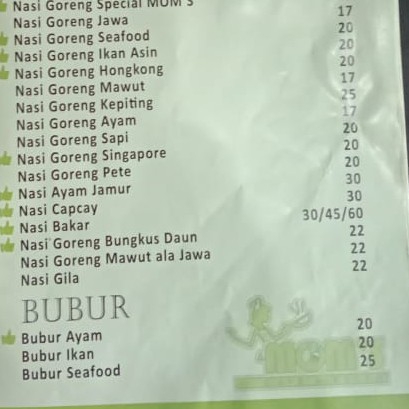 Nasi Goreng Special MOM'S
Nasi Goreng Jawa 17
Nasi Goreng Seafood 20
Nasi Goreng Ikan Asin 20
Nasi Goreng Hongkong 20
Nasi Goreng Mawut 17
Nasi Goreng Kepiting 25
Nasi Goreng Ayam 17
Nasi Goreng Sapi 20
Nasi Goreng Singapore 20
Nasi Goreng Pete 20
Nasi Ayam Jamur 30
Nasi Capcay 30
Nasi Bakar 30/45/60
Nasi Goreng Bungkus Daun 22
Nasi Goreng Mawut ala Jawa 22
Nasi Gila 22
BUBUR
Bubur Ayam 20
Bubur Ikan 20
Bubur Seafood 25
MOM'S